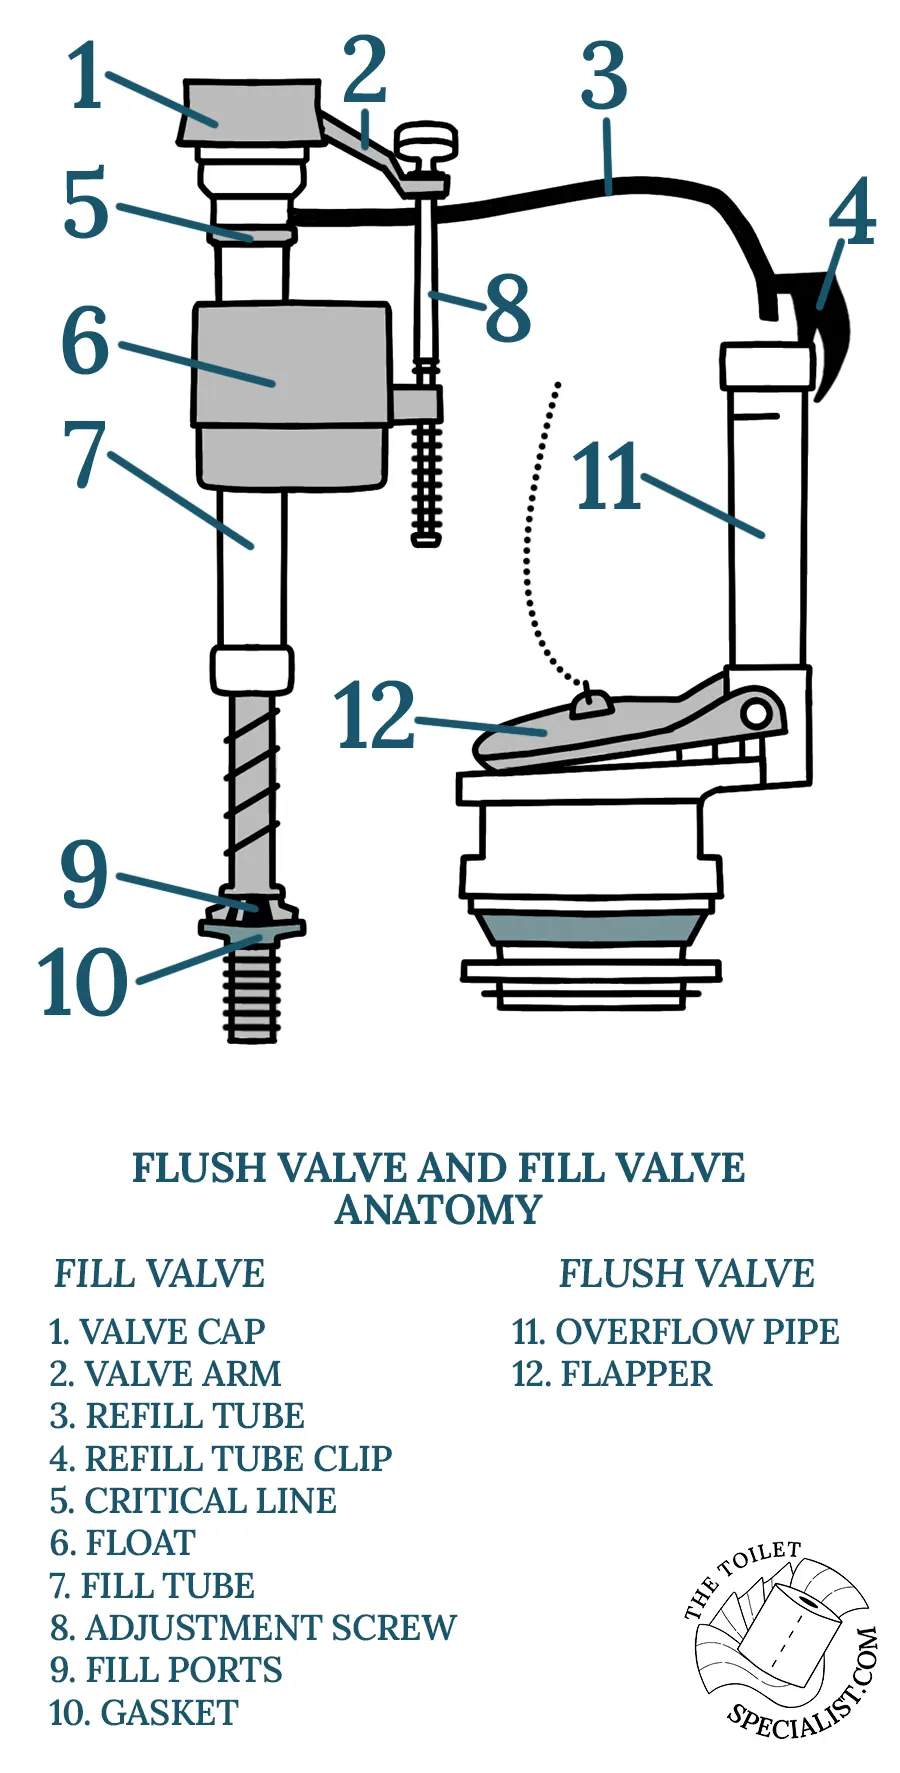 1
2
3
4
5
6
7
8
9
10
11
12
FLUSH VALVE AND FILL VALVE
ANATOMY
FILL VALVE
1. VALVE CAP
2. VALVE ARM
3. REFILL TUBE
4. REFILL TUBE CLIP
5. CRITICAL LINE
6. FLOAT
7. FILL TUBE
8. ADJUSTMENT SCREW
9. FILL PORTS
10. GASKET
FLUSH VALVE
11. OVERFLOW PIPE
12. FLAPPER
THE TOILET
SPECIALIST.COM